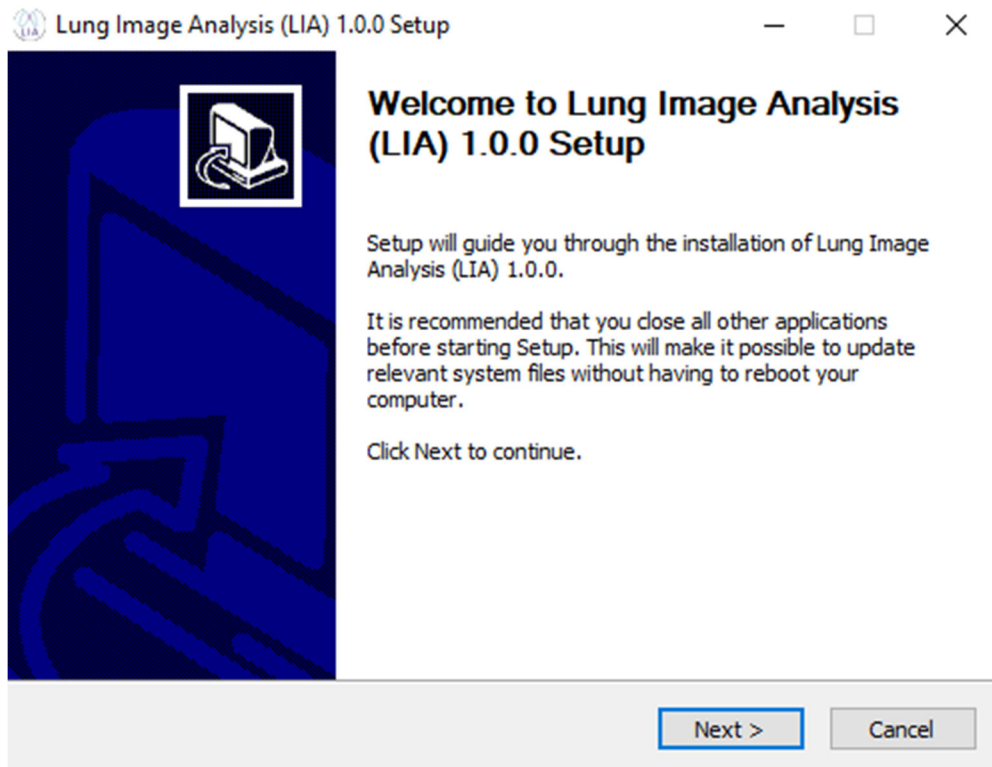 Lung Image Analysis (LIA) 1.0.0 Setup
Welcome to Lung Image Analysis
(LIA) 1.0.0 Setup
Setup will guide you through the installation of Lung Image
Analysis (LIA) 1.0.0.
It is recommended that you close all other applications
before starting Setup. This will make it possible to update
relevant system files without having to reboot your
computer.
Click Next to continue.
Next >
Cancel